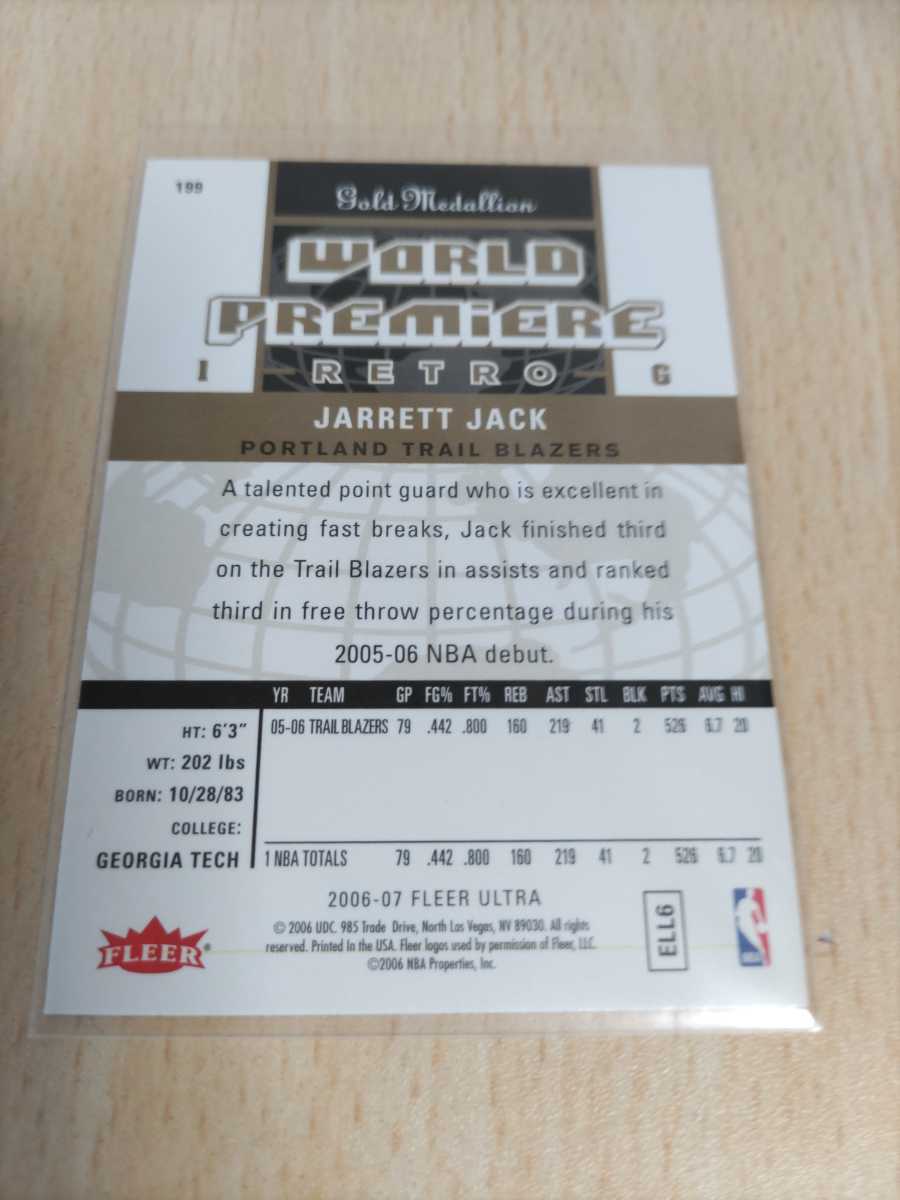 199
Gold Medallion
WORLD
PREMiERE
1 RETRO G
JARRETT JACK
PORTLAND TRAIL BLAZERS
A talented point guard who is excellent in
creating fast breaks, Jack finished third
on the Trail Blazers in assists and ranked
third in free throw percentage during his
2005-06 NBA debut.
YR TEAM GP FG% FT% REB AST STL BLK PTS AVG HI
05-06 TRAIL BLAZERS 79 .442 .800 160 219 41 2 526 6.7
HT: 6'3"
WT: 202 lbs
BORN: 10/28/83
COLLEGE:
GEORGIA TECH
1 NBA TOTALS 79 .442 .800 160 219 41 2 526 6.7
2006-07 FLEER ULTRA
© 2006 UDC. 985 Trade Drive, North Las Vegas, NV 89030. All rights
reserved. Printed in the USA. Fleer logos used by permission of Fleer, LLC.
©2006 NBA Properties, Inc.
FLEER®
ELL6
NBA